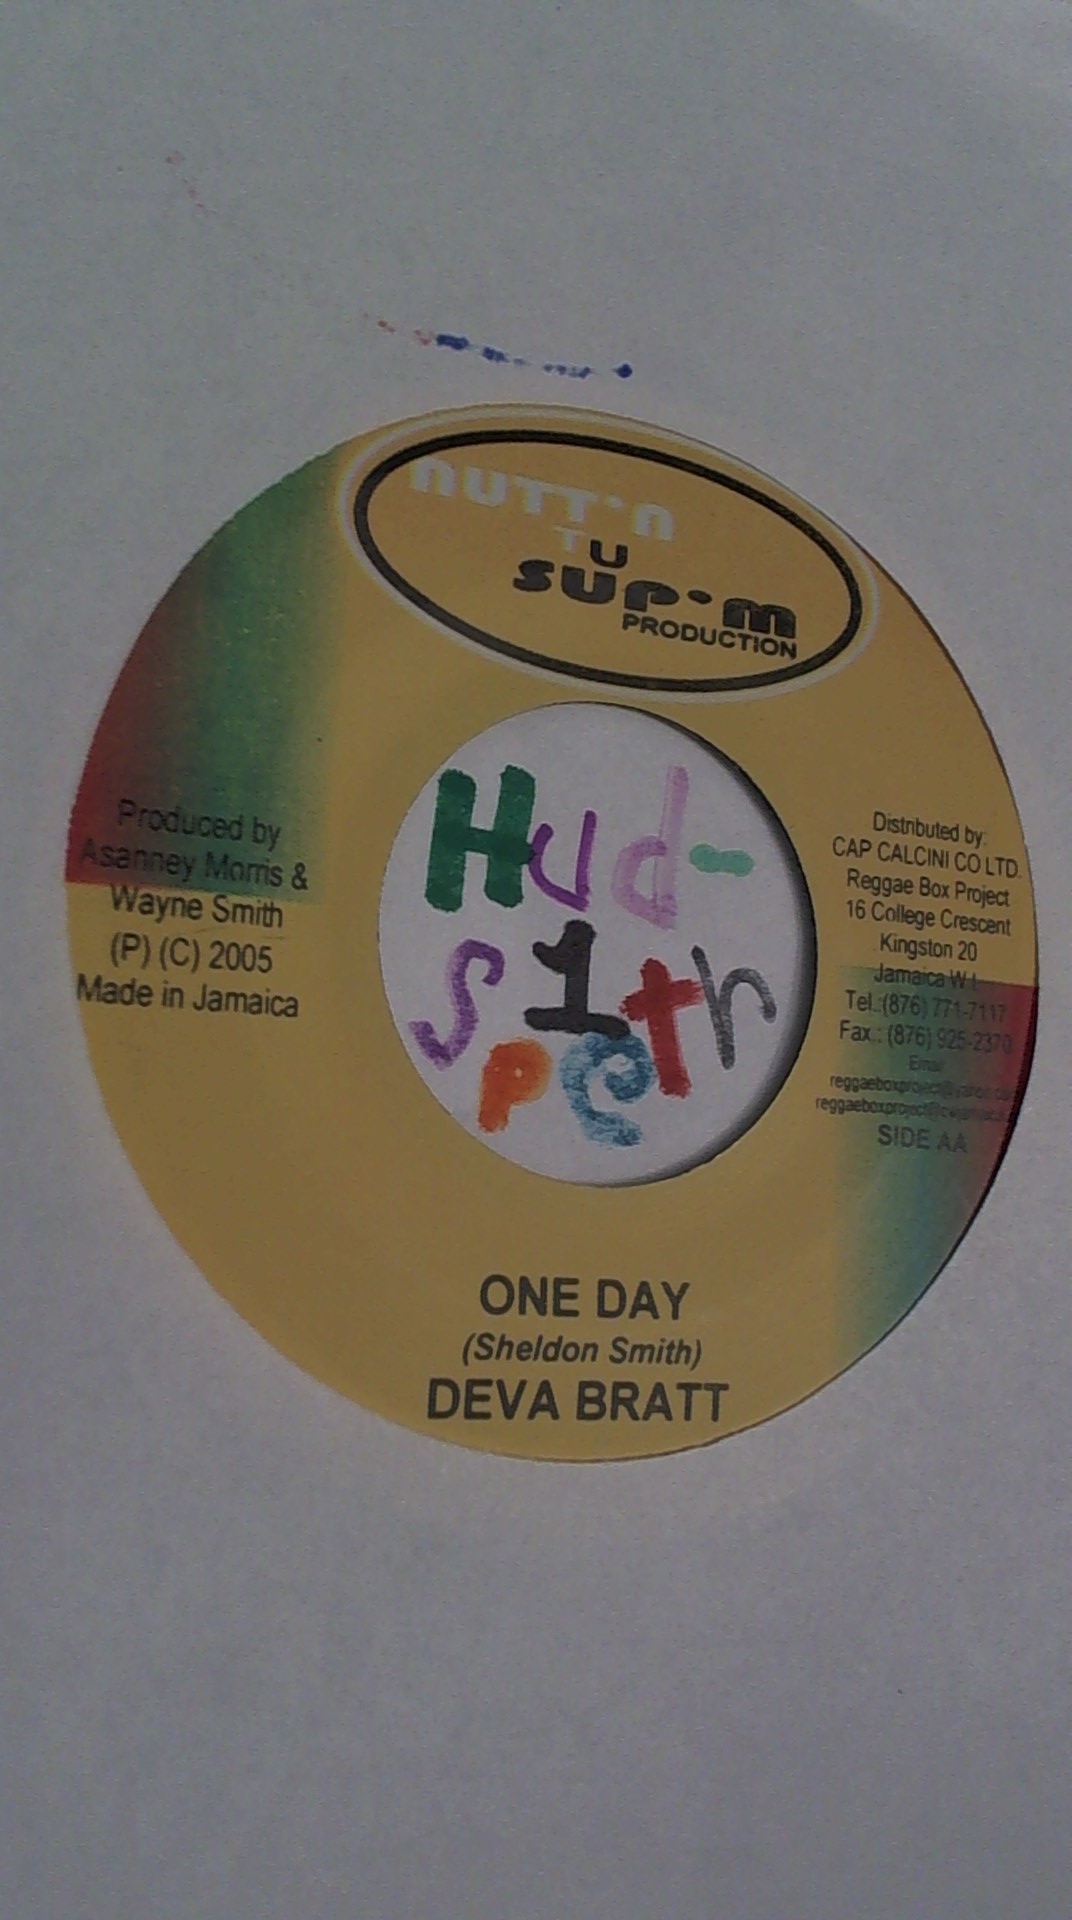 nUTT'n
TU
SUP'm
PRODUCTION
Produced by
Asanney Morris &
Wayne Smith
(P) (C) 2005
Made in Jamaica
Hud-
s1
peth
Distributed by:
CAP CALCINI CO LTD.
Reggae Box Project
16 College Crescent
Kingston 20
Jamaica W.I.
Tel.:(876) 771-7117
Fax.: (876) 925-2370
Email
SIDE AA
ONE DAY
(Sheldon Smith)
DEVA BRATT